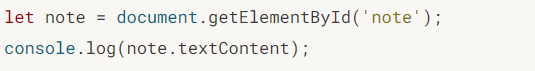 let note = document.getElementById('note');
console.log(note.textContent);